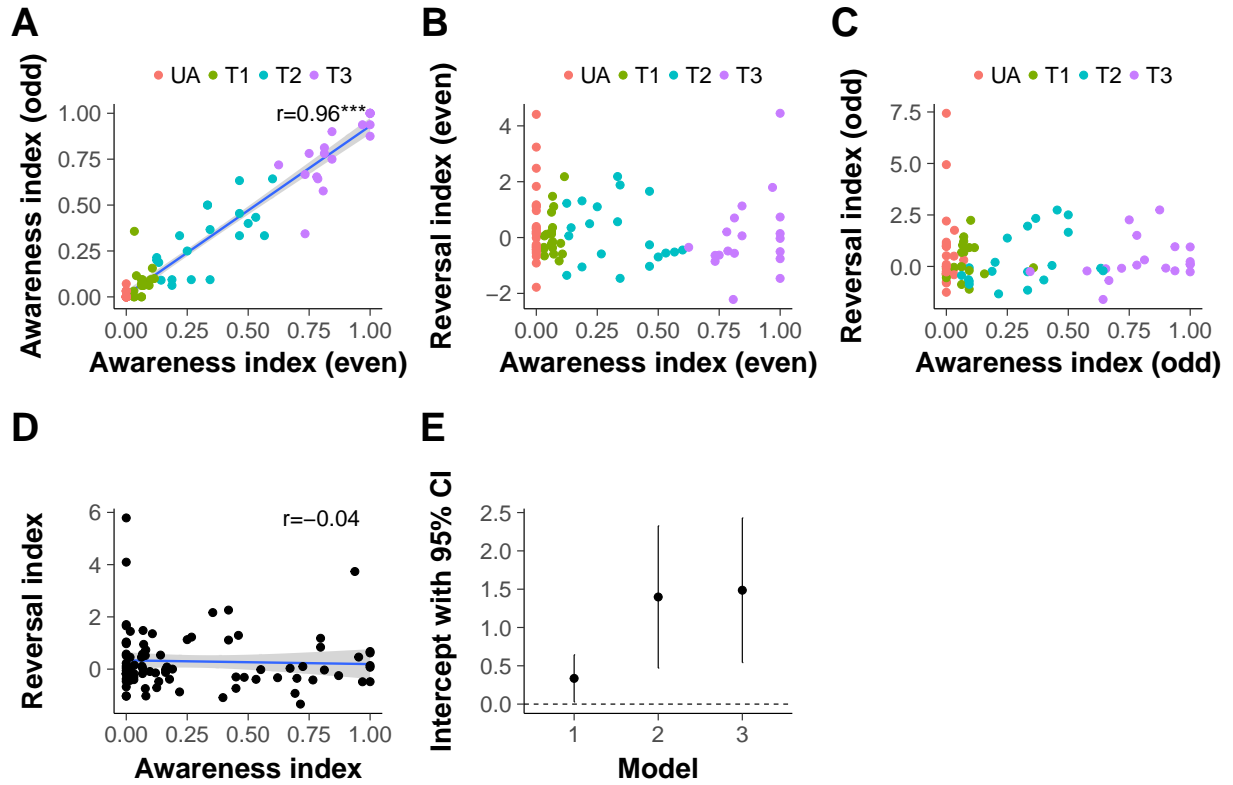 A
UA T1 T2 T3
r=0.96***
Awareness index (odd)
1.00
0.75
0.50
0.25
0.00
0.00 0.25 0.50 0.75 1.00
Awareness index (even)
B
UA T1 T2 T3
Reversal index (even)
4
2
0
−2
0.00 0.25 0.50 0.75 1.00
Awareness index (even)
C
UA T1 T2 T3
Reversal index (odd)
7.5
5.0
2.5
0.0
0.00 0.25 0.50 0.75 1.00
Awareness index (odd)
D
r=−0.04
Reversal index
6
4
2
0
0.00 0.25 0.50 0.75 1.00
Awareness index
E
Intercept with 95% CI
2.5
2.0
1.5
1.0
0.5
0.0
1 2 3
Model